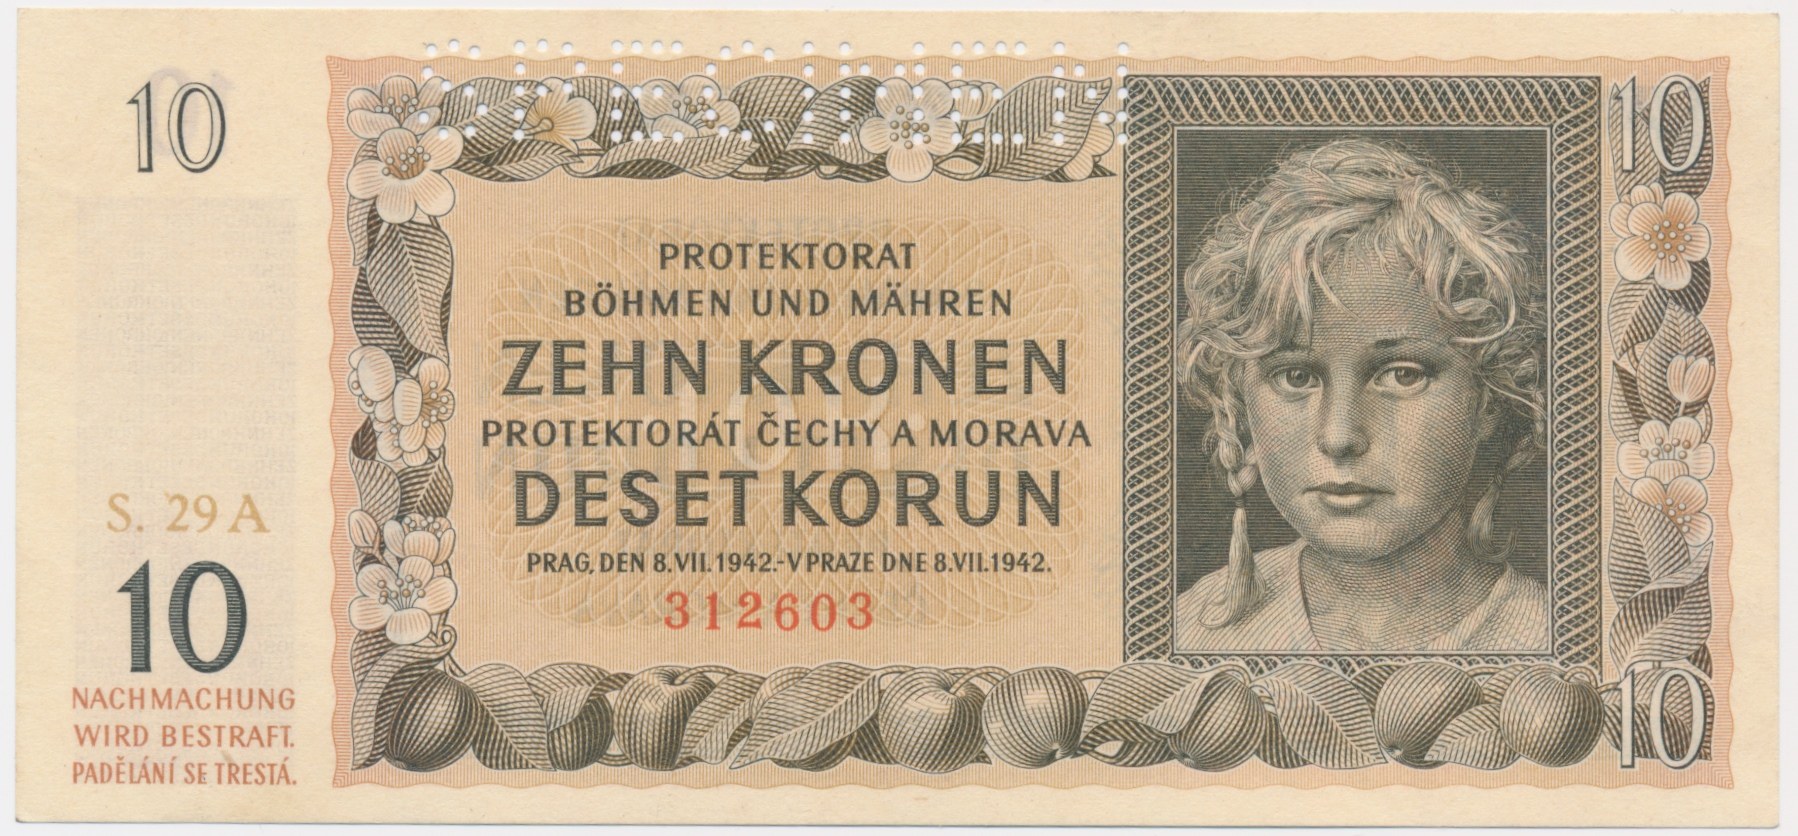 SPECIMEN
10
10
PROTEKTORAT
BÖHMEN UND MÄHREN
ZEHN KRONEN
PROTEKTORÁT ČECHY A MORAVA
DESET KORUN
PRAG, DEN 8.VII.1942.-V PRAZE DNE 8.VII.1942.
312603
S. 29 A
10
NACHMACHUNG
WIRD BESTRAFT.
PADĚLÁNÍ SE TRESTÁ.
10